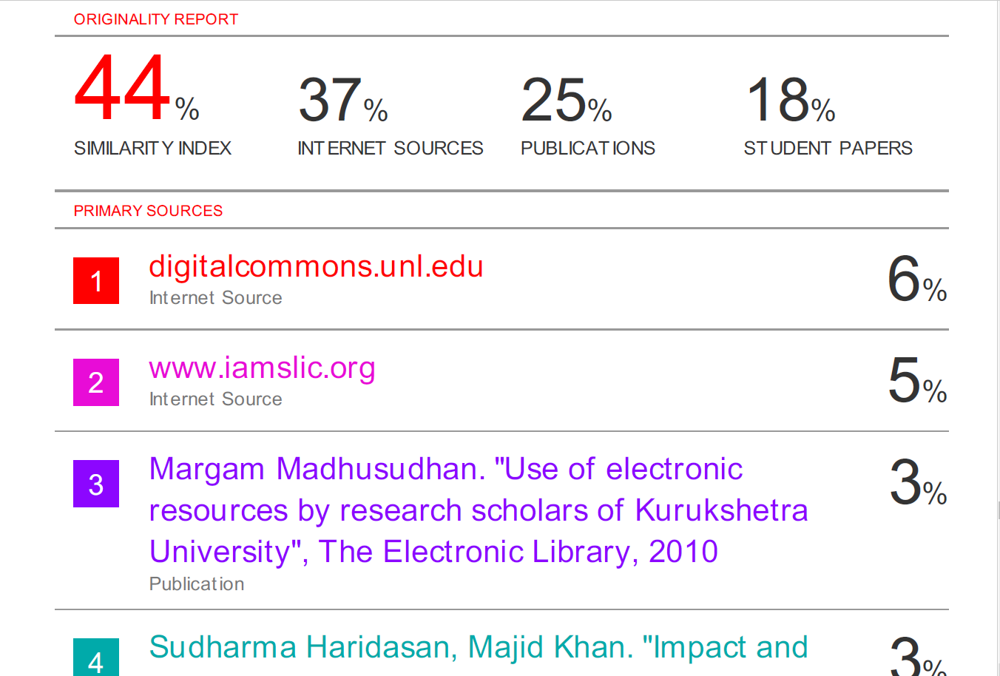 ORIGINALITY REPORT
44% 37% 25% 18%
SIMILARITY INDEX INTERNET SOURCES PUBLICATIONS STUDENT PAPERS
PRIMARY SOURCES
1 digitalcommons.unl.edu 6%
Internet Source
2 www.iamslic.org 5%
Internet Source
3 Margam Madhusudhan. "Use of electronic 3%
resources by research scholars of Kurukshetra
University", The Electronic Library, 2010
Publication
4 Sudharma Haridasan, Majid Khan. "Impact and 3%